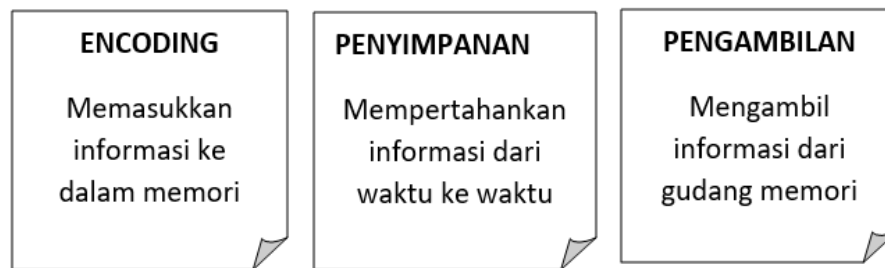 ENCODING
Memasukkan
informasi ke
dalam memori
PENYIMPANAN
Mempertahankan
informasi dari
waktu ke waktu
PENGAMBILAN
Mengambil
informasi dari
gudang memori